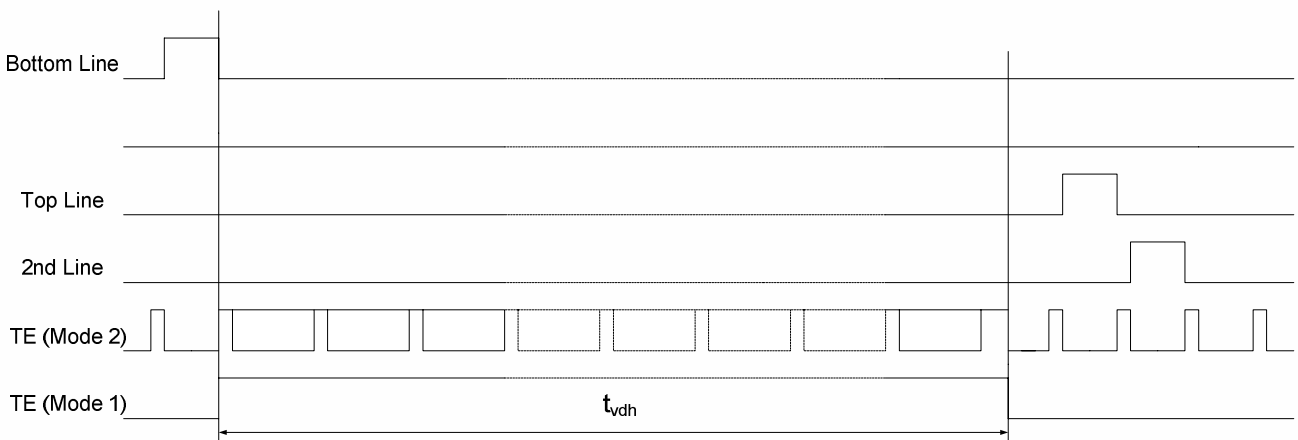 Bottom Line
Top Line
2nd Line
TE (Mode 2)
TE (Mode 1)
tvdh